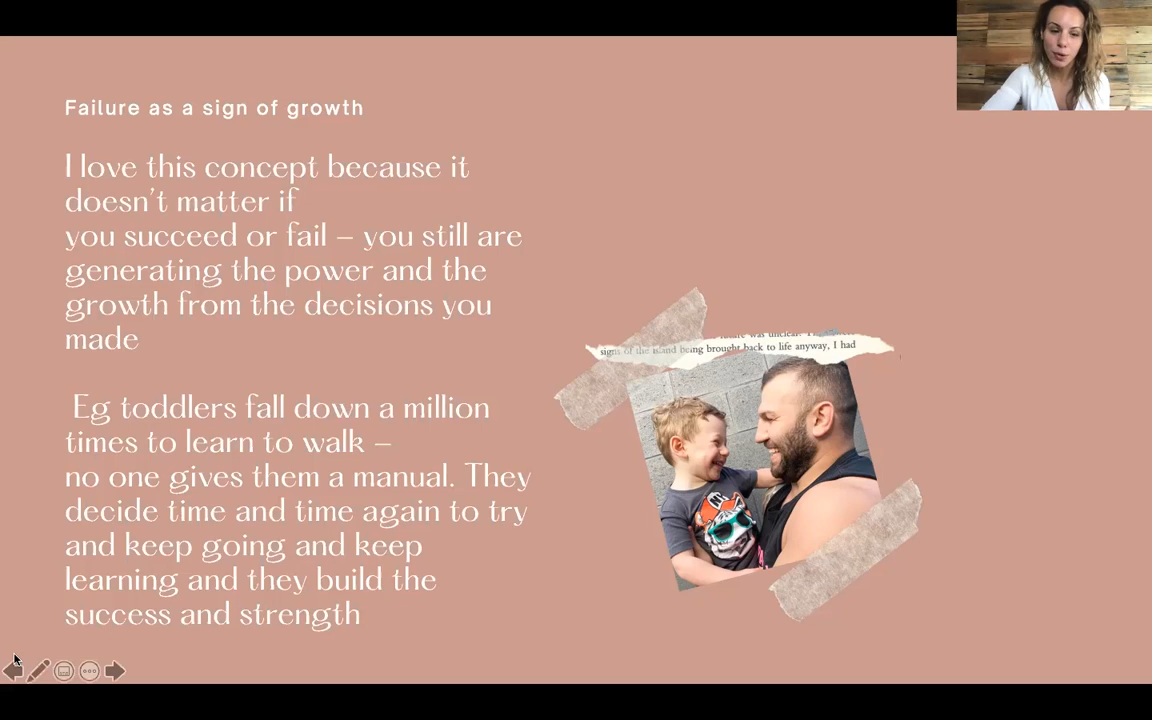 Failure as a sign of growth
I love this concept because it
doesn't matter if
you succeed or fail – you still are
generating the power and the
growth from the decisions you
made
Eg toddlers fall down a million
times to learn to walk –
no one gives them a manual. They
decide time and time again to try
and keep going and keep
learning and they build the
success and strength
was unclear.
signs of the island being brought back to life anyway, I had